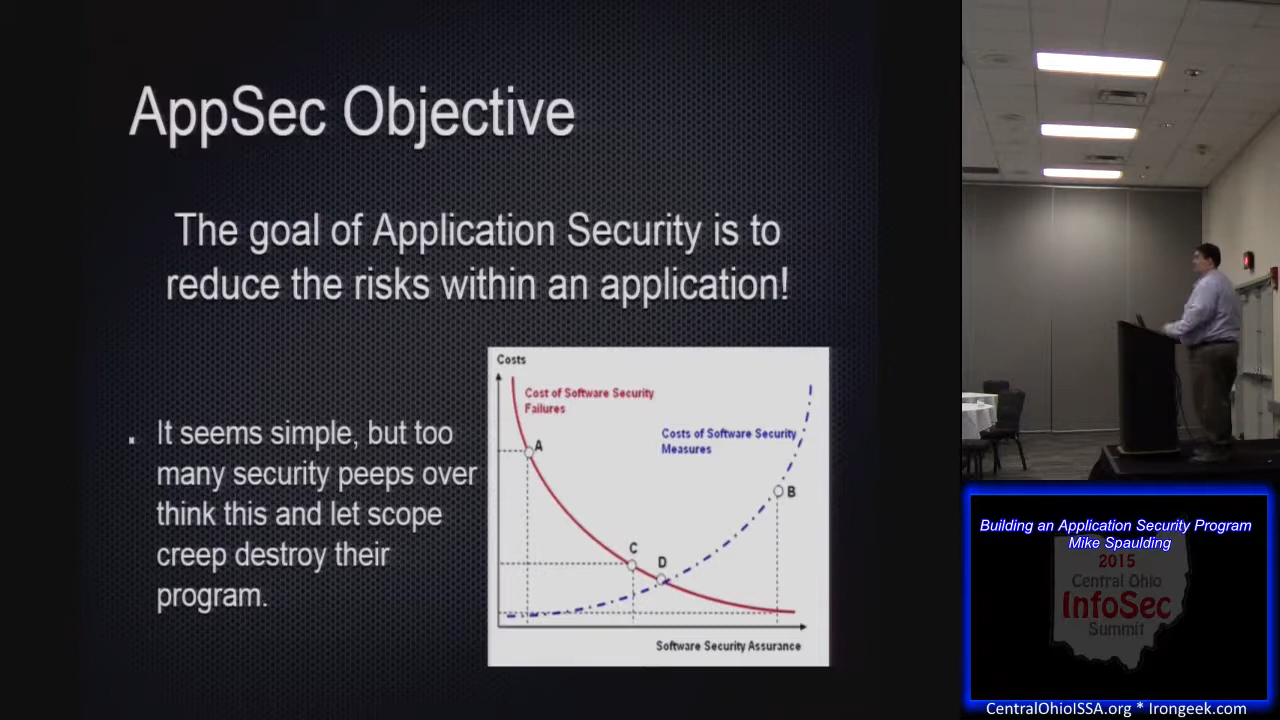 AppSec Objective
The goal of Application Security is to
reduce the risks within an application!
It seems simple, but too
many security peeps over
think this and let scope
creep destroy their
program.
Costs
Cost of Software Security
Failures
Costs of Software Security
Measures
A
B
C
D
Software Security Assurance
Building an Application Security Program
Mike Spaulding
2015
Central Ohio
InfoSec
Summit
CentralOhioISSA.org * Irongeek.com